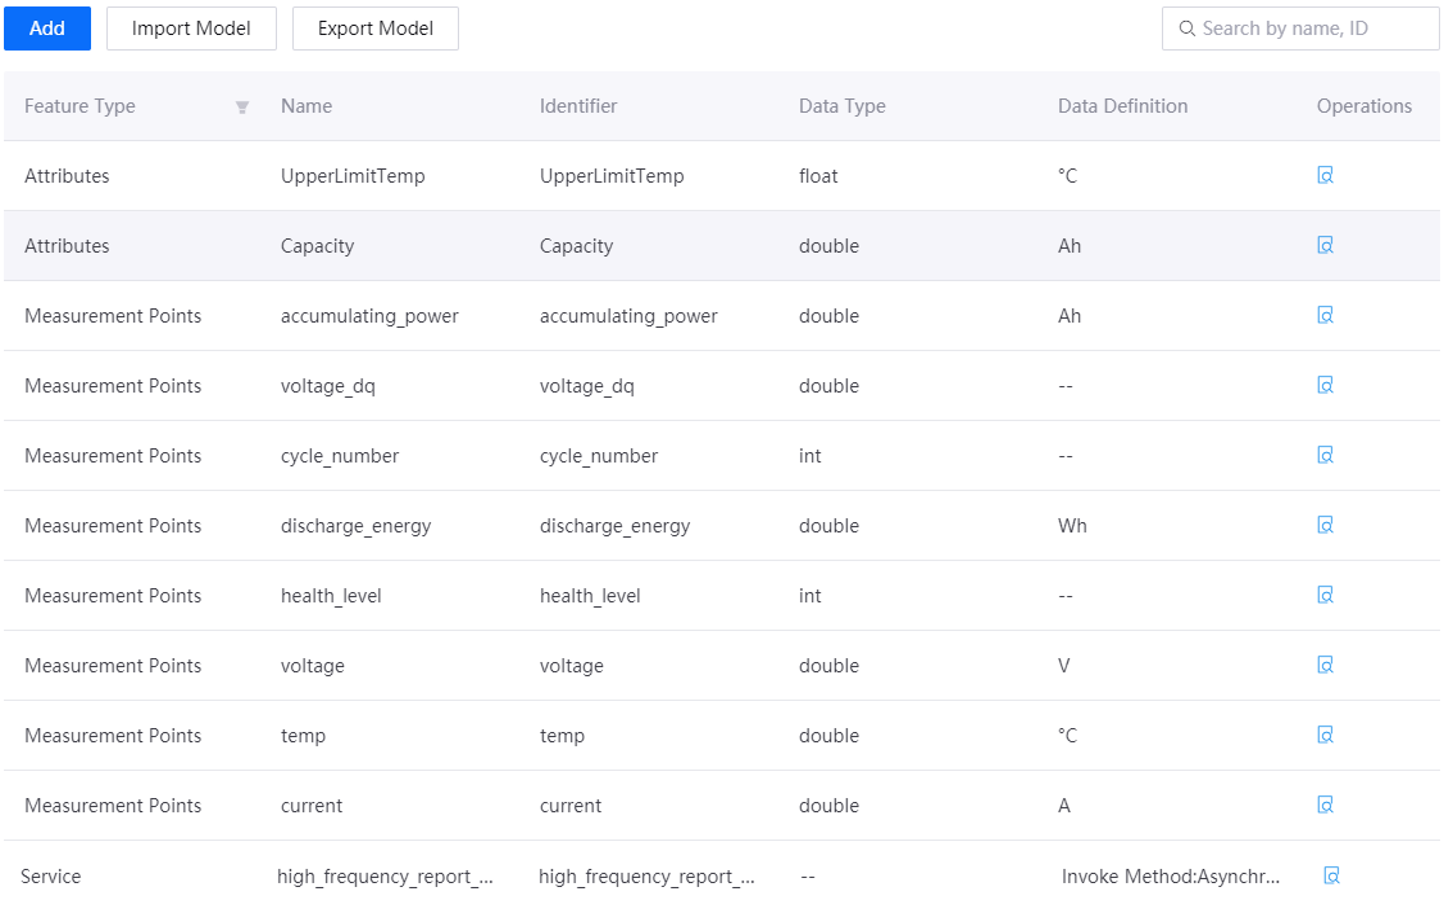 Add Import Model Export Model Search by name, ID
Feature Type Name Identifier Data Type Data Definition Operations
Attributes UpperLimitTemp UpperLimitTemp float °C
Attributes Capacity Capacity double Ah
Measurement Points accumulating_power accumulating_power double Ah
Measurement Points voltage_dq voltage_dq double --
Measurement Points cycle_number cycle_number int --
Measurement Points discharge_energy discharge_energy double Wh
Measurement Points health_level health_level int --
Measurement Points voltage voltage double V
Measurement Points temp temp double °C
Measurement Points current current double A
Service high_frequency_report_... high_frequency_report_... -- Invoke Method:Asynchr...